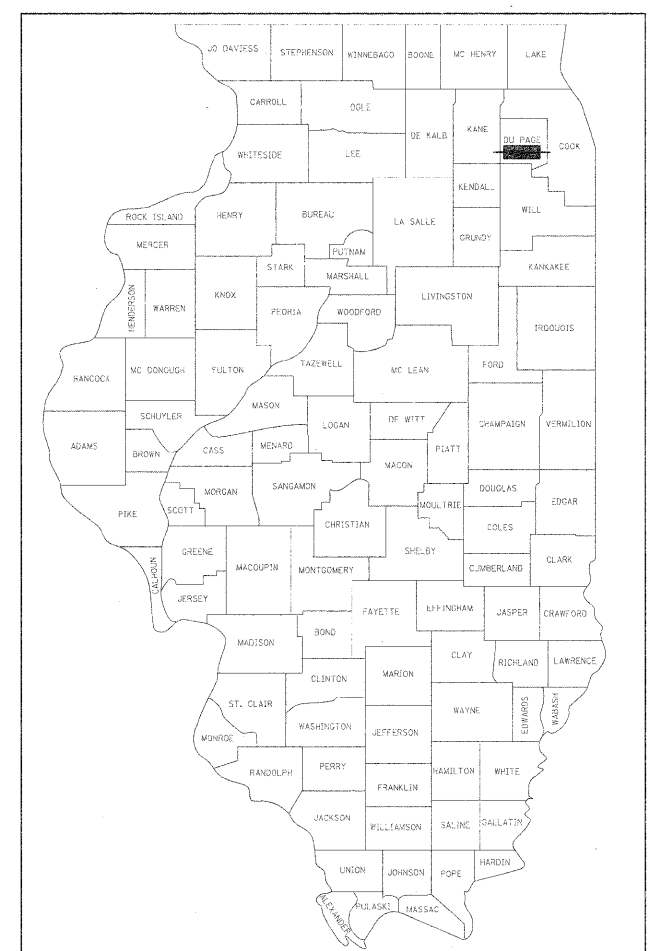 JO DAVIESS STEPHENSON WINNEBAGO BOONE MC HENRY LAKE
CARROLL OGLE DE KALB KANE DU PAGE COOK
WHITESIDE LEE
KENDALL WILL
ROCK ISLAND HENRY BUREAU LA SALLE GRUNDY
MERCER PUTNAM
STARK MARSHALL KANKAKEE
HENDERSON WARREN KNOX PEORIA WOODFORD LIVINGSTON IROQUOIS
HANCOCK MC DONOUGH FULTON TAZEWELL MC LEAN FORD
MASON
SCHUYLER LOGAN DE WITT CHAMPAIGN VERMILION
ADAMS BROWN CASS MENARD MACON PIATT
MORGAN SANGAMON DOUGLAS EDGAR
PIKE SCOTT CHRISTIAN MOULTRIE COLES
GREENE MACOUPIN MONTGOMERY SHELBY CUMBERLAND CLARK
CALHOUN JERSEY FAYETTE EFFINGHAM JASPER CRAWFORD
MADISON BOND
CLAY RICHLAND LAWRENCE
CLINTON MARION
ST. CLAIR WAYNE EDWARDS WABASH
MONROE WASHINGTON JEFFERSON
RANDOLPH PERRY HAMILTON WHITE
FRANKLIN
JACKSON WILLIAMSON SALINE GALLATIN
UNION JOHNSON POPE HARDIN
ALEXANDER PULASKI MASSAC